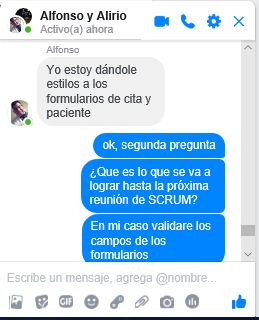 Alfonso y Alirio
Activo(a) ahora
Alfonso
Yo estoy dándole
estilos a los
formularios de cita y
paciente
ok, segunda pregunta
¿Que es lo que se va a
lograr hasta la próxima
reunión de SCRUM?
En mi caso validare los
campos de los
formularios
Escribe un mensaje, agrega @nombre...
GIF